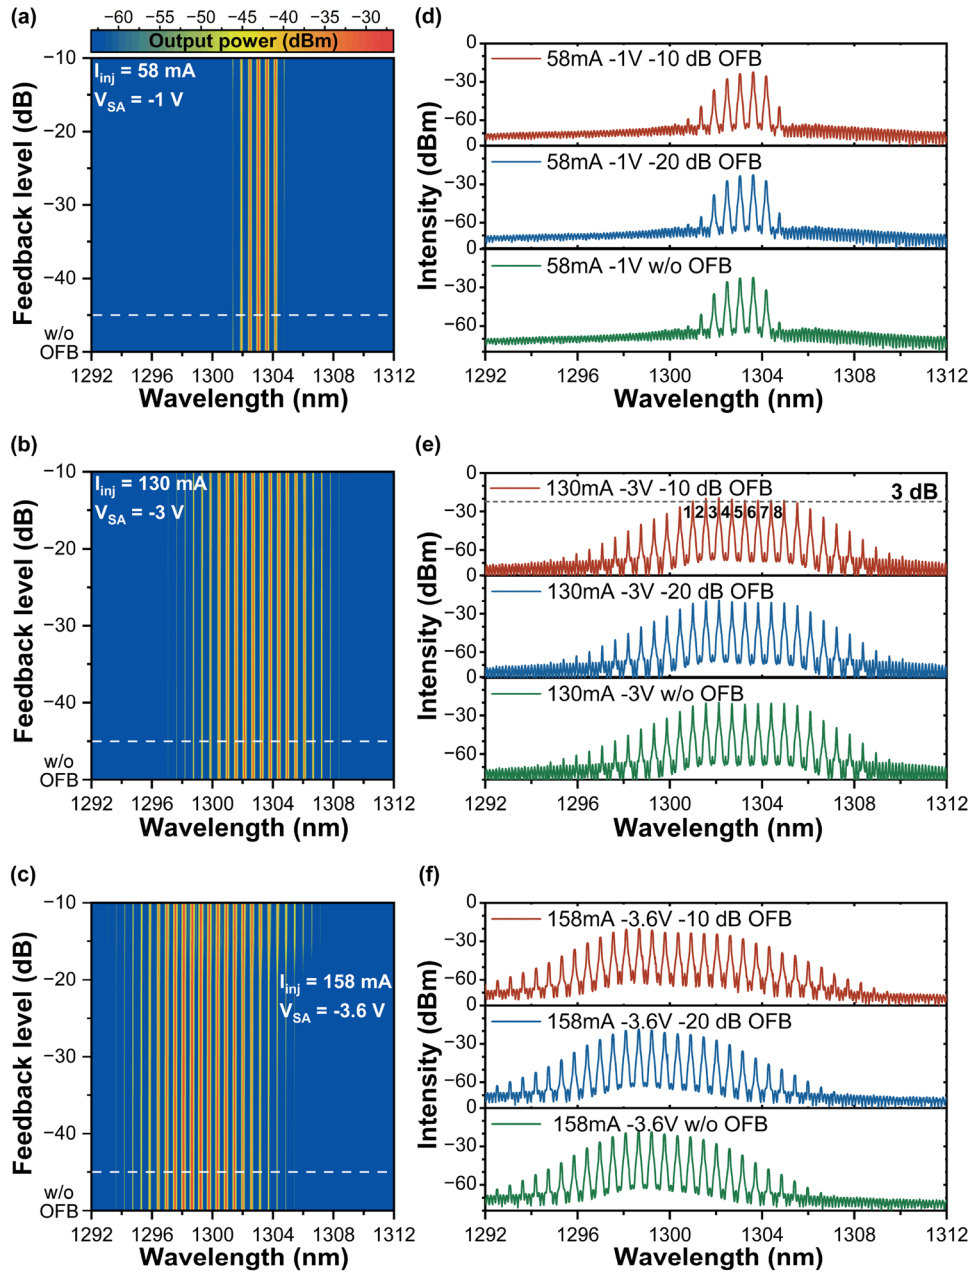 (a)
−60 −55 −50 −45 −40 −35 −30
Output power (dBm)
I_inj = 58 mA
V_SA = -1 V
Feedback level (dB)
−10
−20
−30
−40
w/o
OFB
1292 1296 1300 1304 1308 1312
Wavelength (nm)
(d)
58mA -1V -10 dB OFB
58mA -1V -20 dB OFB
58mA -1V w/o OFB
Intensity (dBm)
0
−30
−60
0
−30
−60
0
−30
−60
1292 1296 1300 1304 1308 1312
Wavelength (nm)
(b)
I_inj = 130 mA
V_SA = -3 V
Feedback level (dB)
−10
−20
−30
−40
w/o
OFB
1292 1296 1300 1304 1308 1312
Wavelength (nm)
(e)
130mA -3V -10 dB OFB
3 dB
1 2 3 4 5 6 7 8
130mA -3V -20 dB OFB
130mA -3V w/o OFB
Intensity (dBm)
0
−30
−60
0
−30
−60
0
−30
−60
1292 1296 1300 1304 1308 1312
Wavelength (nm)
(c)
I_inj = 158 mA
V_SA = -3.6 V
Feedback level (dB)
−10
−20
−30
−40
w/o
OFB
1292 1296 1300 1304 1308 1312
Wavelength (nm)
(f)
158mA -3.6V -10 dB OFB
158mA -3.6V -20 dB OFB
158mA -3.6V w/o OFB
Intensity (dBm)
0
−30
−60
0
−30
−60
0
−30
−60
1292 1296 1300 1304 1308 1312
Wavelength (nm)